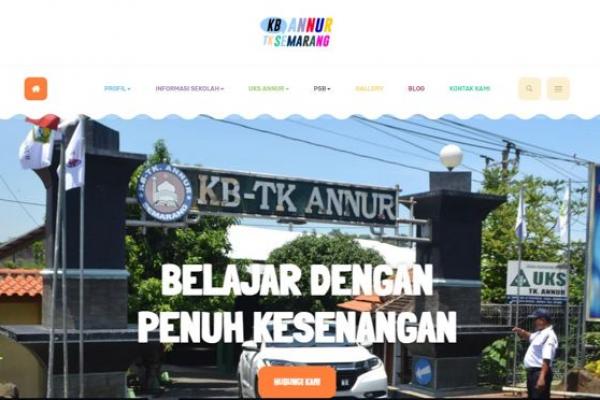 KB ANNUR
TK SEMARANG
PROFIL
INFORMASI SEKOLAH
UKS ANNUR
PSB
GALLERY
BLOG
KONTAK KAMI
KB-TK ANNUR
KB-TK ANNUR
SEMARANG
UKS
TK ANNUR
BELAJAR DENGAN
PENUH KESENANGAN
HUBUNGI KAMI